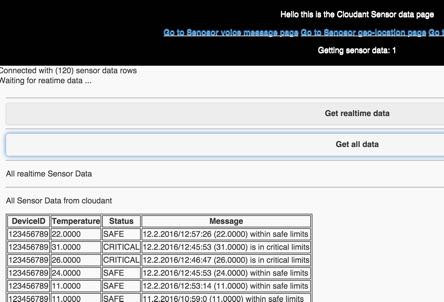 Hello this is the Cloudant Sensor data page
Go to Senosor voice message page Go to Senosor geo-location page Go t
Getting sensor data: 1
Connected with (120) sensor data rows
Waiting for reatime data ...
Get realtime data
Get all data
All realtime Sensor Data
All Sensor Data from cloudant
DeviceID Temperature Status Message
123456789 22.0000 SAFE 12.2.2016/12:57:26 (22.0000) within safe limits
123456789 31.0000 CRITICAL 12.2.2016/12:45:53 (31.0000) is in critical limits
123456789 26.0000 CRITICAL 12.2.2016/12:46:47 (26.0000) is in critical limits
123456789 24.0000 SAFE 12.2.2016/12:45:53 (24.0000) within safe limits
123456789 11.0000 SAFE 12.2.2016/12:53:14 (11.0000) within safe limits
123456789 11.0000 SAFE 11.2.2016/10:59:0 (11.0000) within safe limits